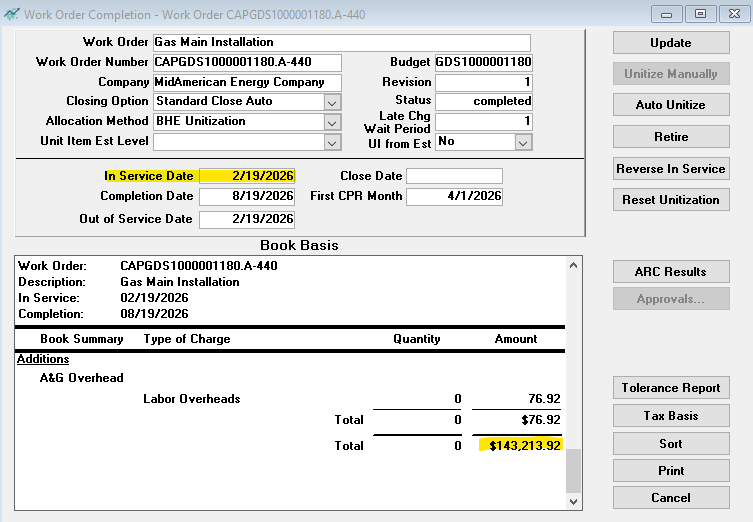 Work Order Completion - Work Order CAPGDS1000001180.A-440
Work Order Gas Main Installation
Work Order Number CAPGDS1000001180.A-440 Budget GDS1000001180
Company MidAmerican Energy Company Revision 1
Closing Option Standard Close Auto Status completed
Allocation Method BHE Unitization Late Chg Wait Period 1
Unit Item Est Level UI from Est No
In Service Date 2/19/2026 Close Date
Completion Date 8/19/2026 First CPR Month 4/1/2026
Out of Service Date 2/19/2026
Update
Unitize Manually
Auto Unitize
Retire
Reverse In Service
Reset Unitization
Book Basis
Work Order: CAPGDS1000001180.A-440
Description: Gas Main Installation
In Service: 02/19/2026
Completion: 08/19/2026
Book Summary Type of Charge Quantity Amount
Additions
A&G Overhead
Labor Overheads 0 76.92
Total 0 $76.92
Total 0 $143,213.92
ARC Results
Approvals...
Tolerance Report
Tax Basis
Sort
Print
Cancel